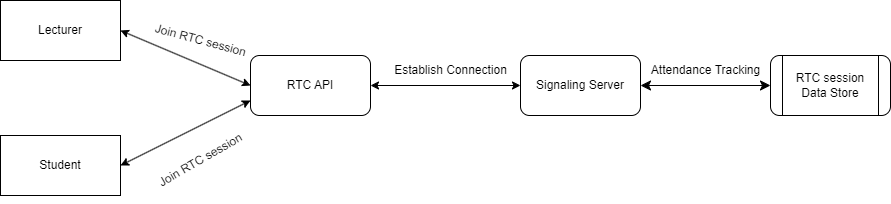 Lecturer
Join RTC session
RTC API
Establish Connection
Signaling Server
Attendance Tracking
RTC session
Data Store
Student
Join RTC session